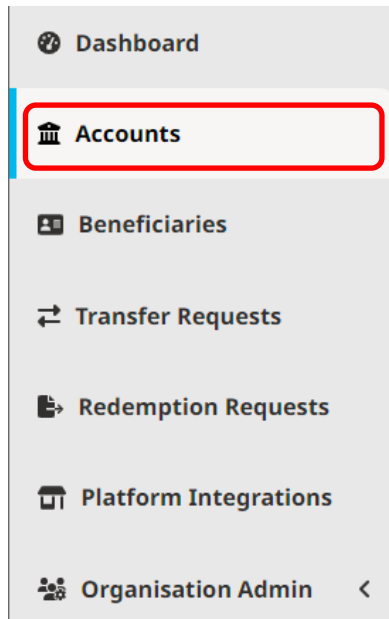 Dashboard
Accounts
Beneficiaries
Transfer Requests
Redemption Requests
Platform Integrations
Organisation Admin